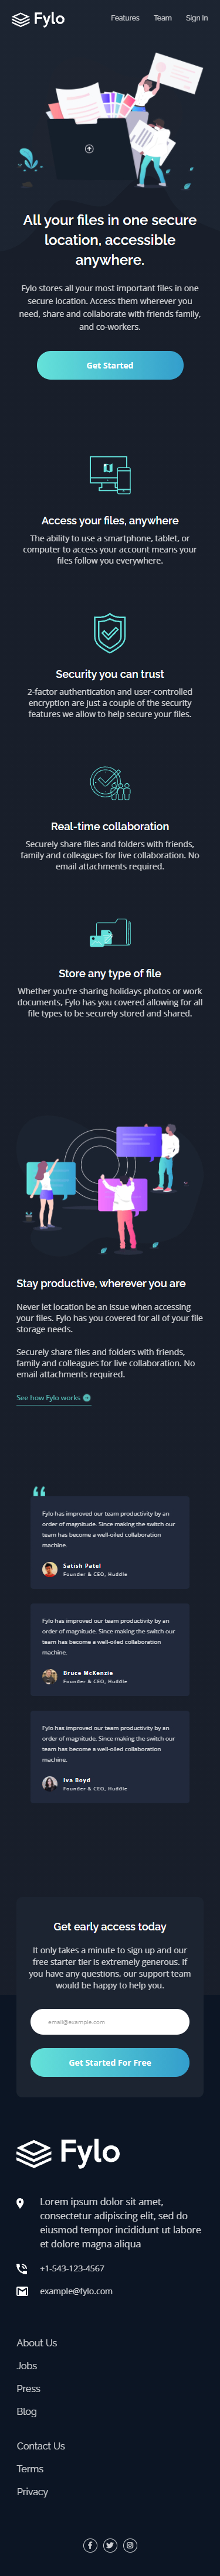 Fylo
Features Team Sign In
All your files in one secure
location, accessible
anywhere.
Fylo stores all your most important files in one
secure location. Access them wherever you
need, share and collaborate with friends family,
and co-workers.
Get Started
Access your files, anywhere
The ability to use a smartphone, tablet, or
computer to access your account means your
files follow you everywhere.
Security you can trust
2-factor authentication and user-controlled
encryption are just a couple of the security
features we allow to help secure your files.
Real-time collaboration
Securely share files and folders with friends,
family and colleagues for live collaboration. No
email attachments required.
Store any type of file
Whether you're sharing holidays photos or work
documents, Fylo has you covered allowing for all
file types to be securely stored and shared.
Stay productive, wherever you are
Never let location be an issue when accessing
your files. Fylo has you covered for all of your file
storage needs.
Securely share files and folders with friends,
family and colleagues for live collaboration. No
email attachments required.
See how Fylo works
“
Fylo has improved our team productivity by an
order of magnitude. Since making the switch our
team has become a well-oiled collaboration
machine.
Satish Patel
Founder & CEO, Huddle
Fylo has improved our team productivity by an
order of magnitude. Since making the switch our
team has become a well-oiled collaboration
machine.
Bruce McKenzie
Founder & CEO, Huddle
Fylo has improved our team productivity by an
order of magnitude. Since making the switch our
team has become a well-oiled collaboration
machine.
Iva Boyd
Founder & CEO, Huddle
Get early access today
It only takes a minute to sign up and our
free starter tier is extremely generous. If
you have any questions, our support team
would be happy to help you.
email@example.com
Get Started For Free
Fylo
Lorem ipsum dolor sit amet,
consectetur adipiscing elit, sed do
eiusmod tempor incididunt ut labore
et dolore magna aliqua
+1-543-123-4567
example@fylo.com
About Us
Jobs
Press
Blog
Contact Us
Terms
Privacy